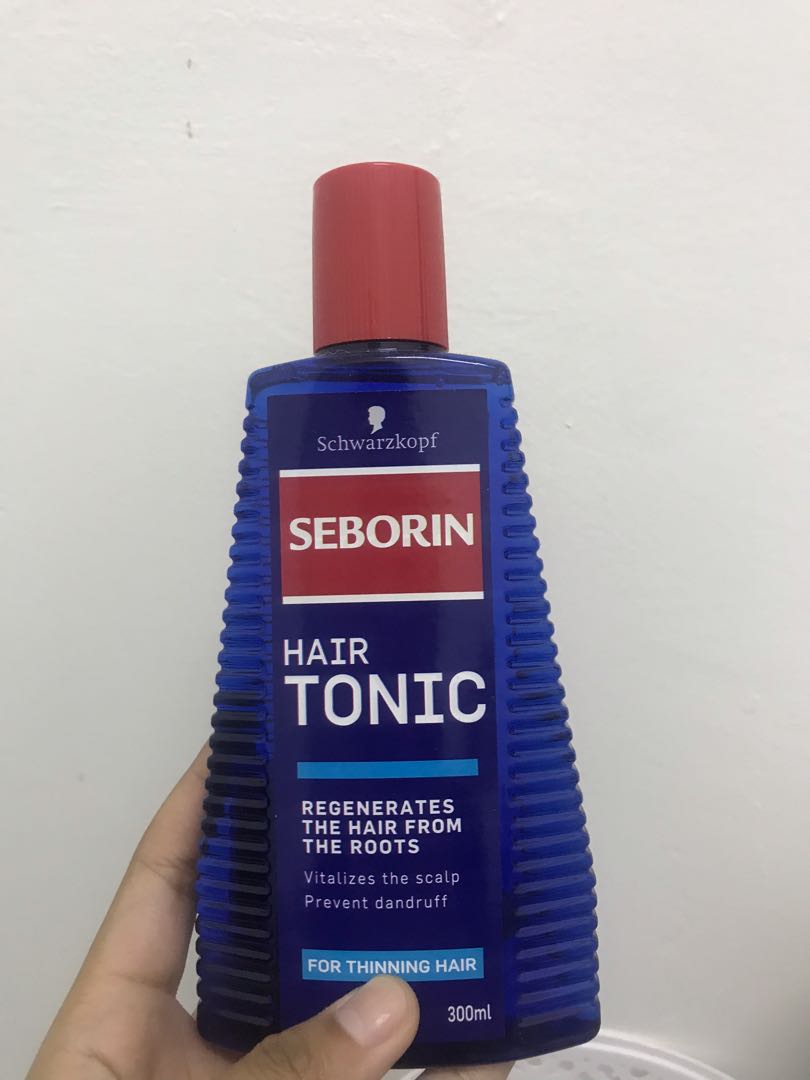 Schwarzkopf
SEBORIN
HAIR
TONIC
REGENERATES
THE HAIR FROM
THE ROOTS
Vitalizes the scalp
Prevent dandruff
FOR THINNING HAIR
300ml